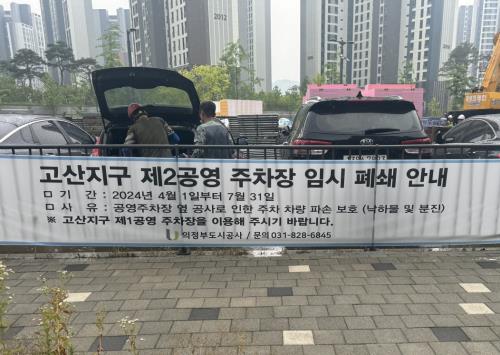 고산지구 제2공영 주차장 임시 폐쇄 안내
□ 기 간 : 2024년 4월 1일부터 7월 31일
□ 사 유 : 공영주차장 옆 공사로 인한 주차 차량 파손 보호 (낙하물 및 분진)
※ 고산지구 제1공영 주차장을 이용해 주시기 바랍니다.
의정부도시공사 / 문의 031-828-6845
2012